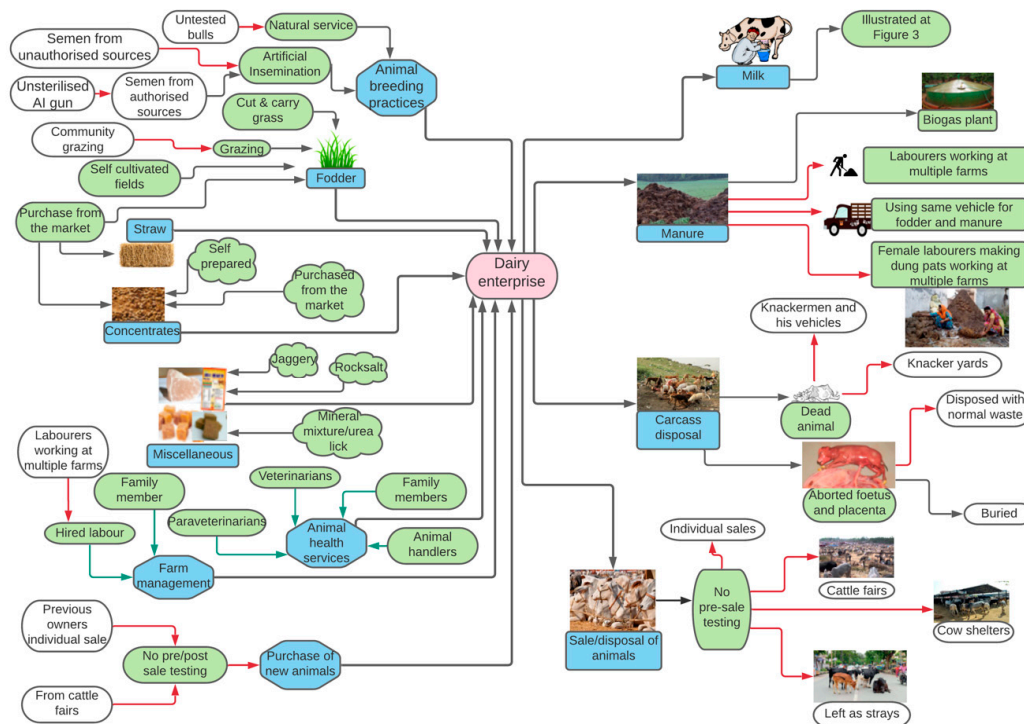 Untested
bulls
Natural service
Semen from
unauthorised sources
Artificial
Insemination
Unsterilised
AI gun
Semen from
authorised
sources
Animal
breeding
practices
Cut & carry
grass
Community
grazing
Grazing
Self cultivated
fields
Fodder
Purchase from
the market
Straw
Self
prepared
Purchased
from the
market
Concentrates
Jaggery
Rocksalt
Mineral
mixture/urea
lick
Miscellaneous
Labourers
working at
multiple farms
Family
member
Hired labour
Farm
management
Veterinarians
Family
members
Paraveterinarians
Animal
health
services
Animal
handlers
Previous
owners
individual sale
No pre/post
sale testing
Purchase of
new animals
From cattle
fairs
Dairy
enterprise
Milk
Illustrated at
Figure 3
Biogas plant
Manure
Labourers working at
multiple farms
Using same vehicle for
fodder and manure
Female labourers making
dung pats working at
multiple farms
Knackermen and
his vehicles
Knacker yards
Carcass
disposal
Dead
animal
Disposed with
normal waste
Aborted foetus
and placenta
Buried
Individual sales
No
pre-sale
testing
Cattle fairs
Sale/disposal of
animals
Cow shelters
Left as strays